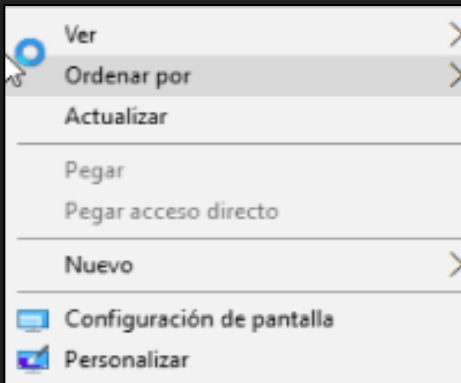 Ver
Ordenar por
Actualizar
Pegar
Pegar acceso directo
Nuevo
Configuración de pantalla
Personalizar